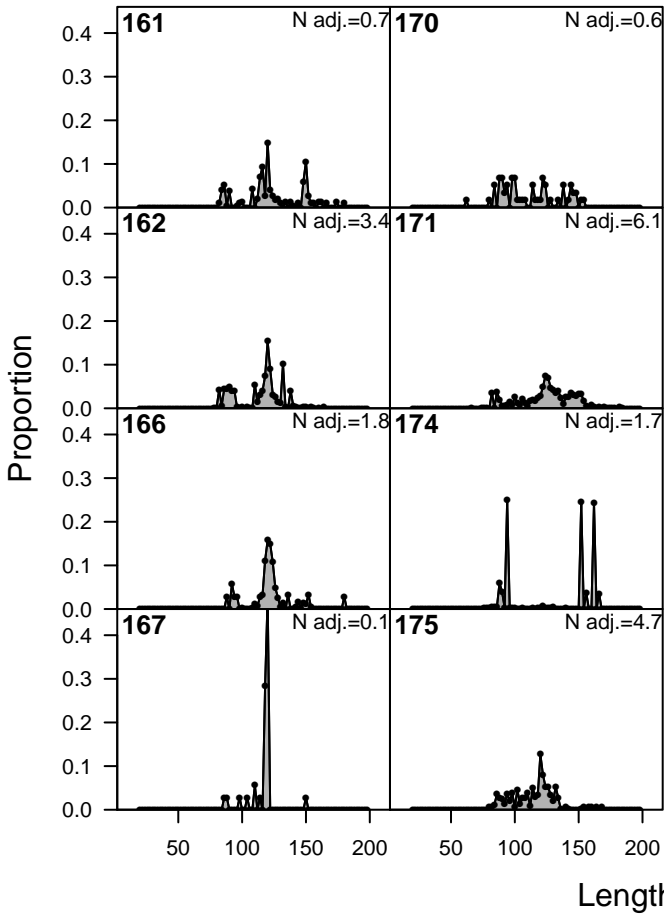 161 N adj.=0.7
170 N adj.=0.6
0.4
0.3
0.2
0.1
0.0
162 N adj.=3.4
171 N adj.=6.1
0.4
0.3
0.2
0.1
0.0
166 N adj.=1.8
174 N adj.=1.7
0.4
0.3
0.2
0.1
0.0
167 N adj.=0.1
175 N adj.=4.7
0.4
0.3
0.2
0.1
0.0
50 100 150 200
50 100 150 200
Proportion
Length